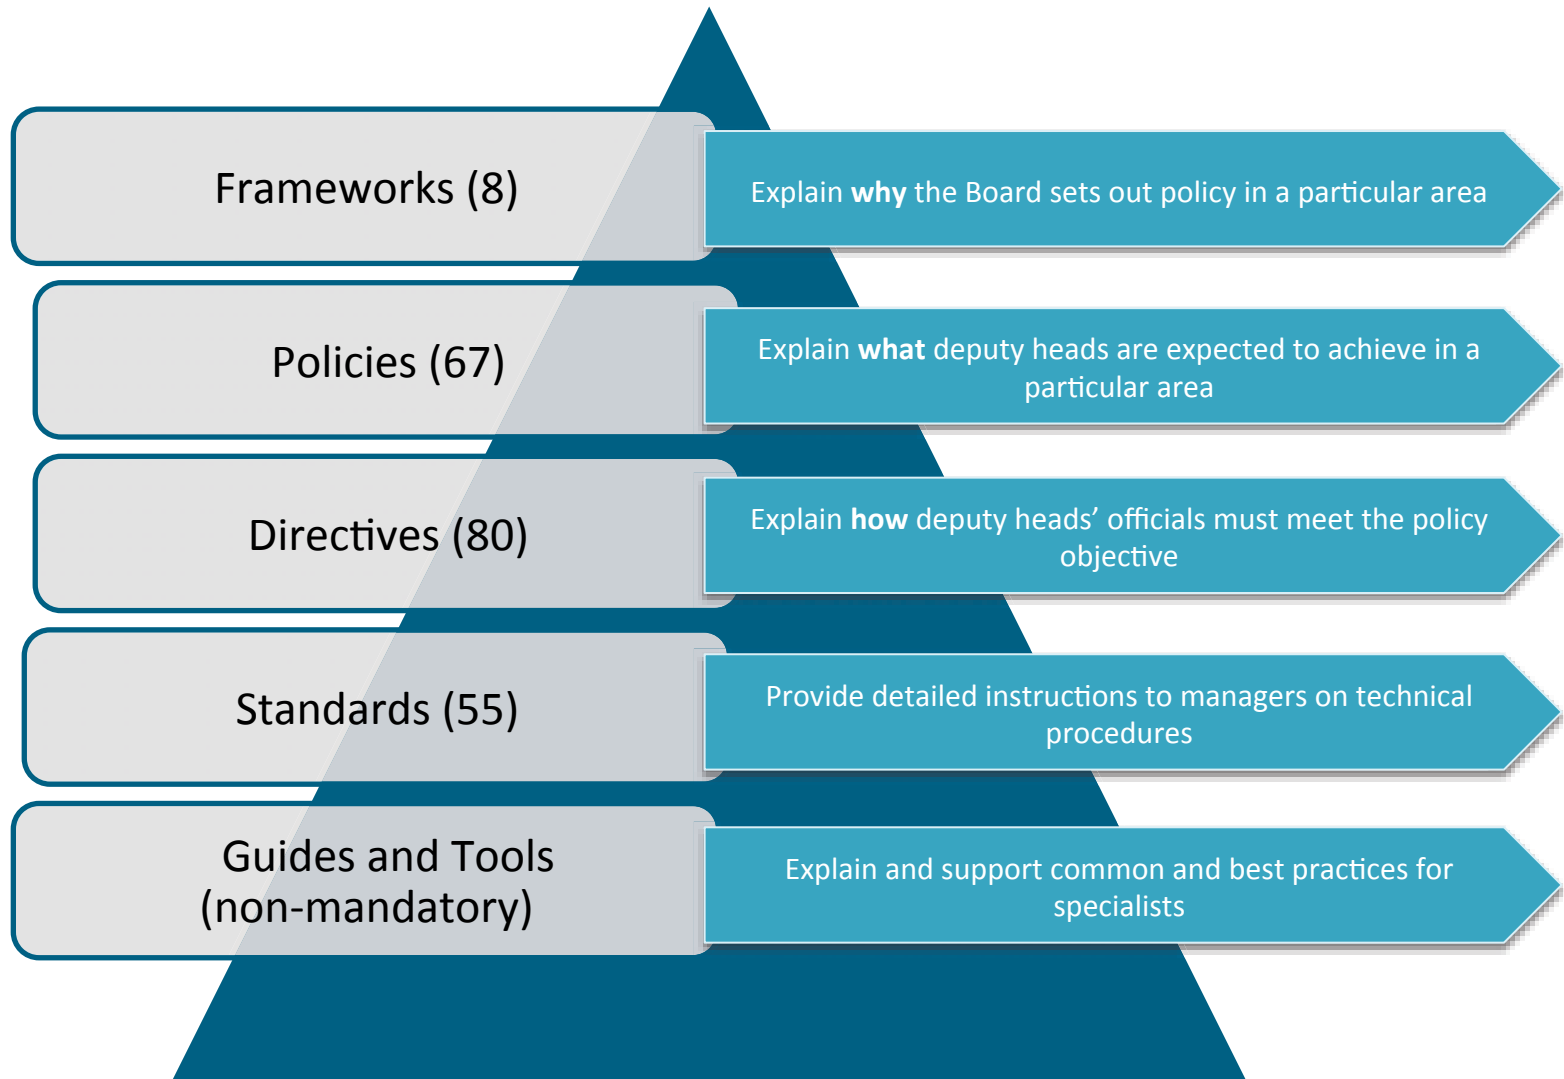 Frameworks (8)
Explain why the Board sets out policy in a particular area
Policies (67)
Explain what deputy heads are expected to achieve in a
particular area
Directives (80)
Explain how deputy heads’ officials must meet the policy
objective
Standards (55)
Provide detailed instructions to managers on technical
procedures
Guides and Tools
(non-mandatory)
Explain and support common and best practices for
specialists